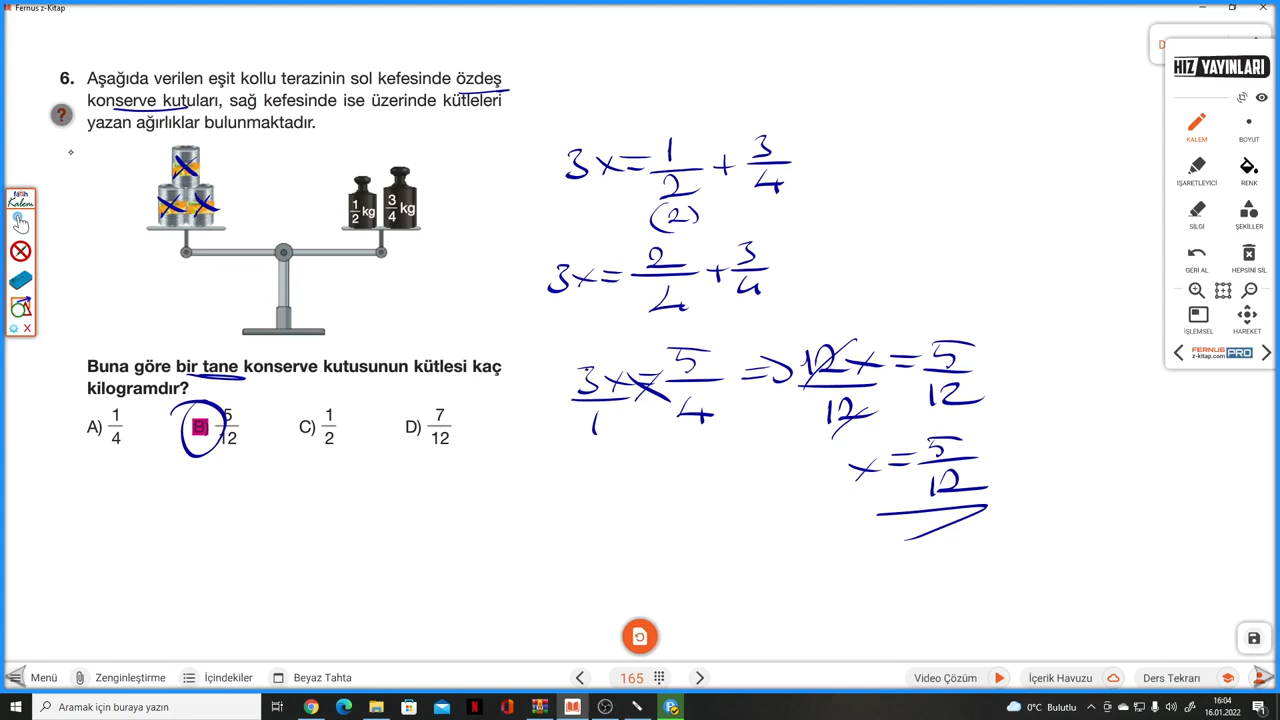 Fernus z-Kitap
HIZ YAYINLARI
KALEM
BOYUT
İŞARETLEYİCİ
RENK
SİLGİ
ŞEKİLLER
GERİ AL
HEPSİNİ SİL
İŞLEMSEL
HAREKET
FERNUS PRO
z-kitap.com
fatih
Kalem
6. Aşağıda verilen eşit kollu terazinin sol kefesinde özdeş
konserve kutuları, sağ kefesinde ise üzerinde kütleleri
yazan ağırlıklar bulunmaktadır.
1/2 kg
3/4 kg
Buna göre bir tane konserve kutusunun kütlesi kaç
kilogramdır?
A) 1/4 B) 5/12 C) 1/2 D) 7/12
x
x x
3x = 1/2 + 3/4
(2)
3x = 2/4 + 3/4
3x/1 = 5/4 => 12x/12 = 5/12
x = 5/12
Menü Zenginleştirme İçindekiler Beyaz Tahta 165 Video Çözüm İçerik Havuzu Ders Tekrarı
Aramak için buraya yazın
0°C Bulutlu
16:04
16.01.2022